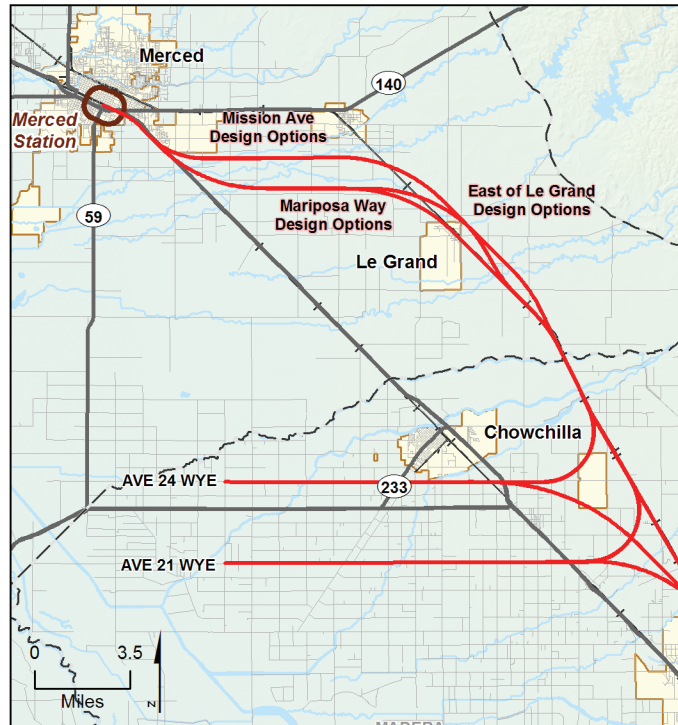 Merced
140
Merced
Station
Mission Ave
Design Options
East of Le Grand
Design Options
Mariposa Way
Design Options
59
Le Grand
Chowchilla
AVE 24 WYE
233
AVE 21 WYE
0 3.5
Miles
N
MADERA